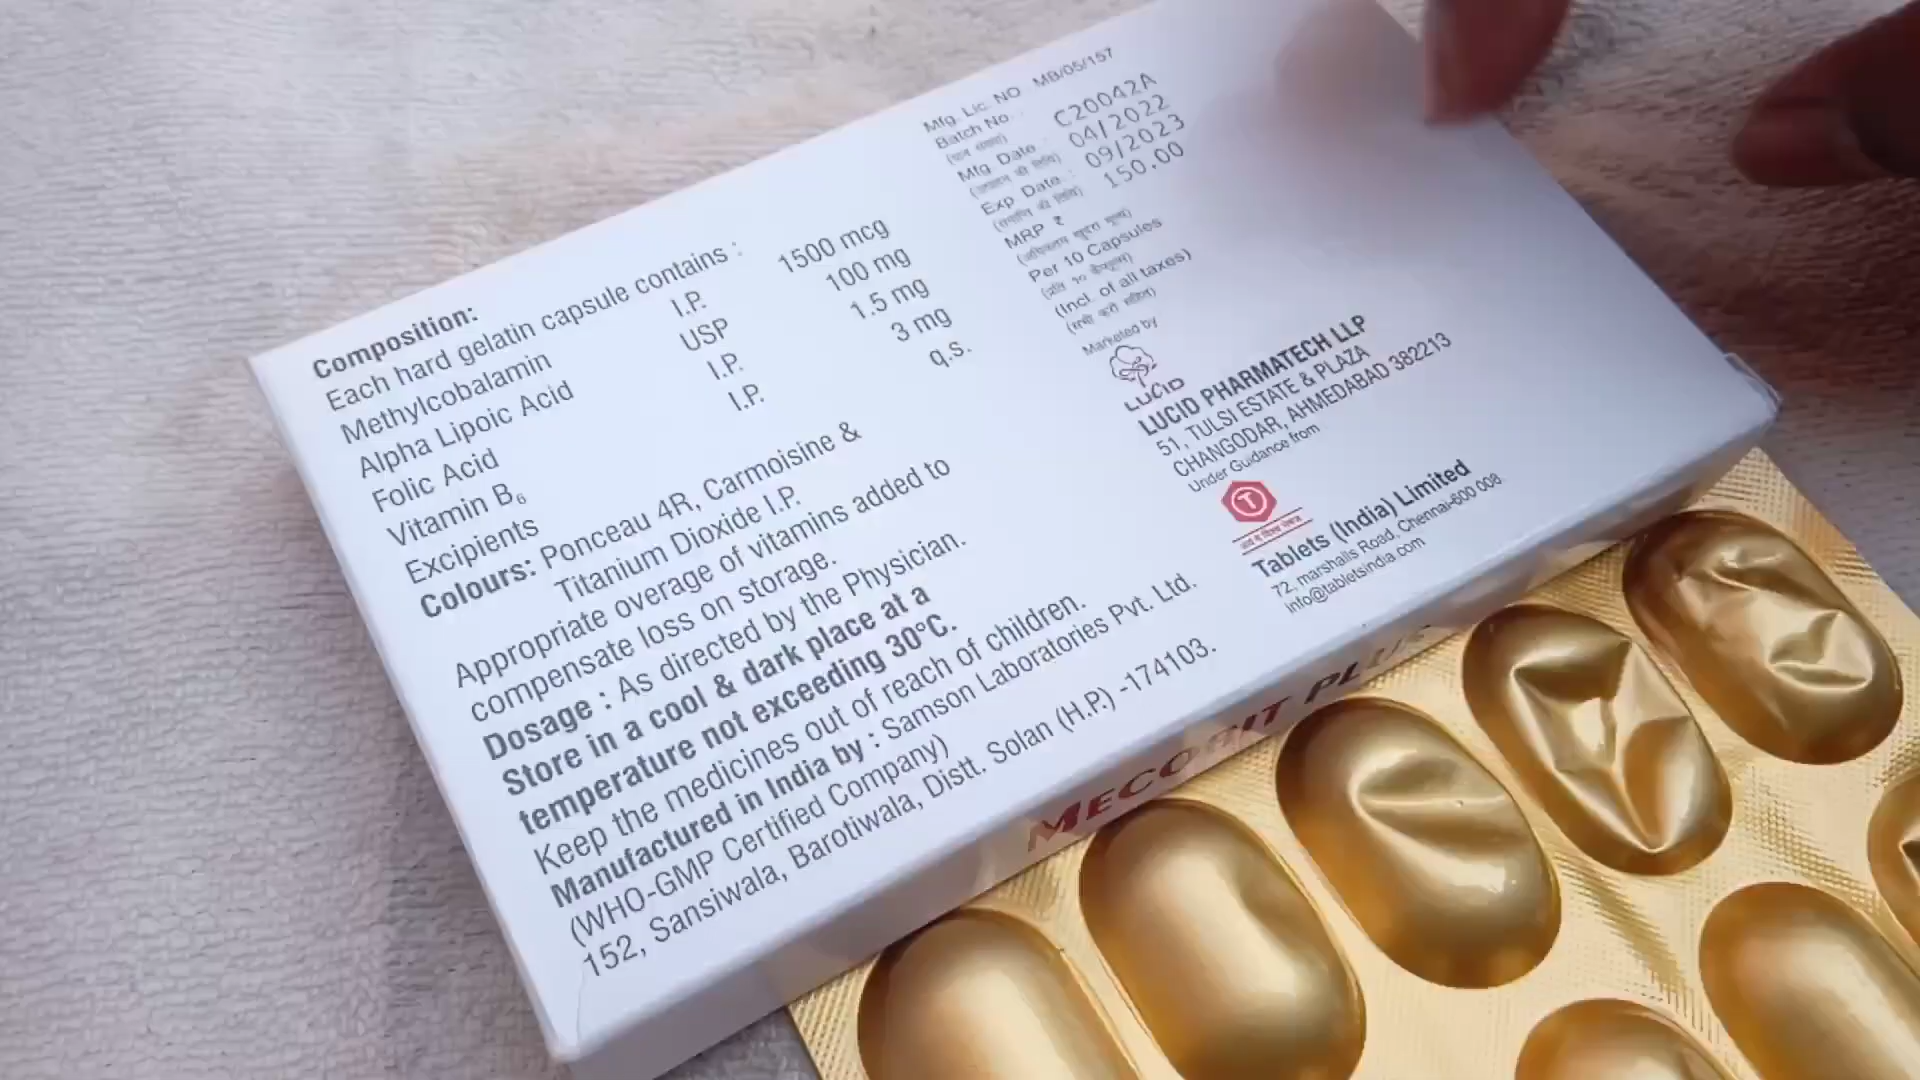 Composition:
Each hard gelatin capsule contains :
Methylcobalamin I.P. 1500 mcg
Alpha Lipoic Acid USP 100 mg
Folic Acid I.P. 1.5 mg
Vitamin B6 I.P. 3 mg
Excipients q.s.
Colours: Ponceau 4R, Carmoisine &
Titanium Dioxide I.P.
Appropriate overage of vitamins added to
compensate loss on storage.
Dosage : As directed by the Physician.
Store in a cool & dark place at a
temperature not exceeding 30°C.
Keep the medicines out of reach of children.
Manufactured in India by : Samson Laboratories Pvt. Ltd.
(WHO-GMP Certified Company)
152, Sansiwala, Barotiwala, Distt. Solan (H.P.) -174103.
Mfg. Lic. NO MB/05/157
Batch No. : C20042A
Mfg. Date : 04/2022
Exp Date. : 09/2023
MRP ₹ 150.00
Per 10 Capsules
(Incl. of all taxes)
Marketed by
LUCID
LUCID PHARMATECH LLP
51, TULSI ESTATE & PLAZA
CHANGODAR, AHMEDABAD 382213
Under Guidance from
T
Tablets (India) Limited
72, marshalls Road, Chennai-600 008.
info@tabletsindia.com